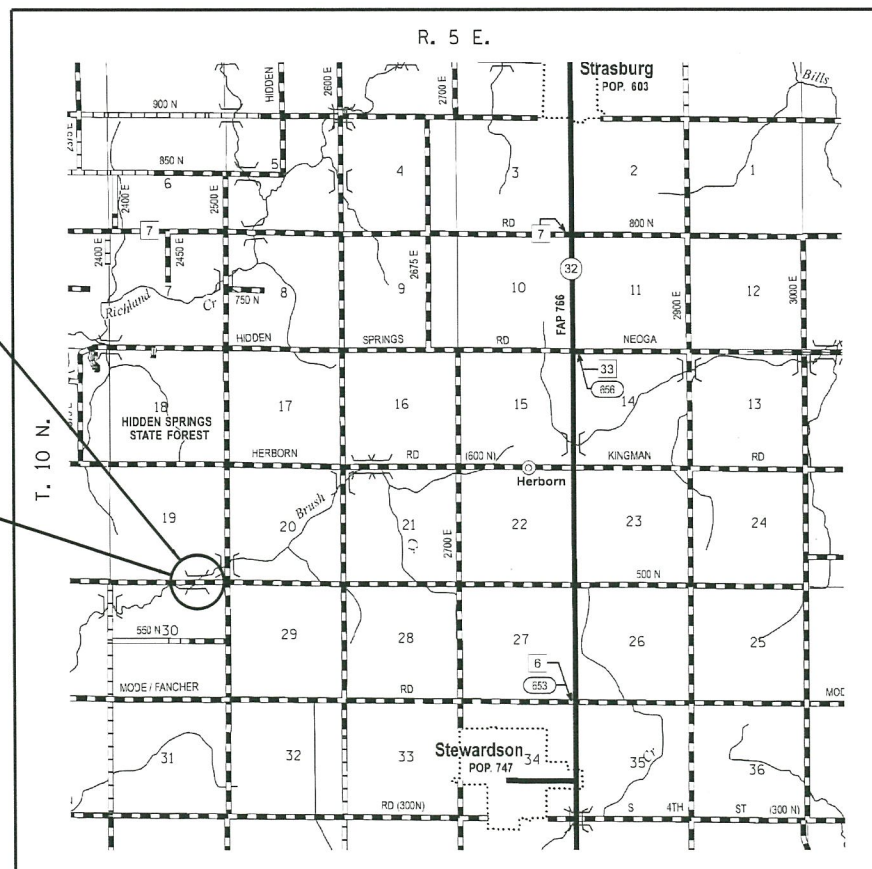 R. 5 E.
T. 10 N.
Strasburg
POP. 603
Bills
HIDDEN
2600 E
2700 E
900 N
2375 E
5
4
3
2
1
850 N
6
2400 E
2500 E
7
RD
7
800 N
32
2400 E
2450 E
2675 E
FAP 766
2900 E
3000 E
7
8
9
10
11
12
750 N
Richland
Cr
HIDDEN
SPRINGS
RD
NEOGA
33
656
18
17
16
15
14
13
HIDDEN SPRINGS
STATE FOREST
HERBORN
RD
(600 N)
KINGMAN
RD
Herborn
19
20
Brush
21
Cr
22
23
24
2700 E
500 N
550 N
30
29
28
27
26
25
6
653
MODE / FANCHER
RD
31
32
33
Stewardson
POP. 747
34
35
Cr
36
RD (300N)
S
4TH
ST
(300 N)